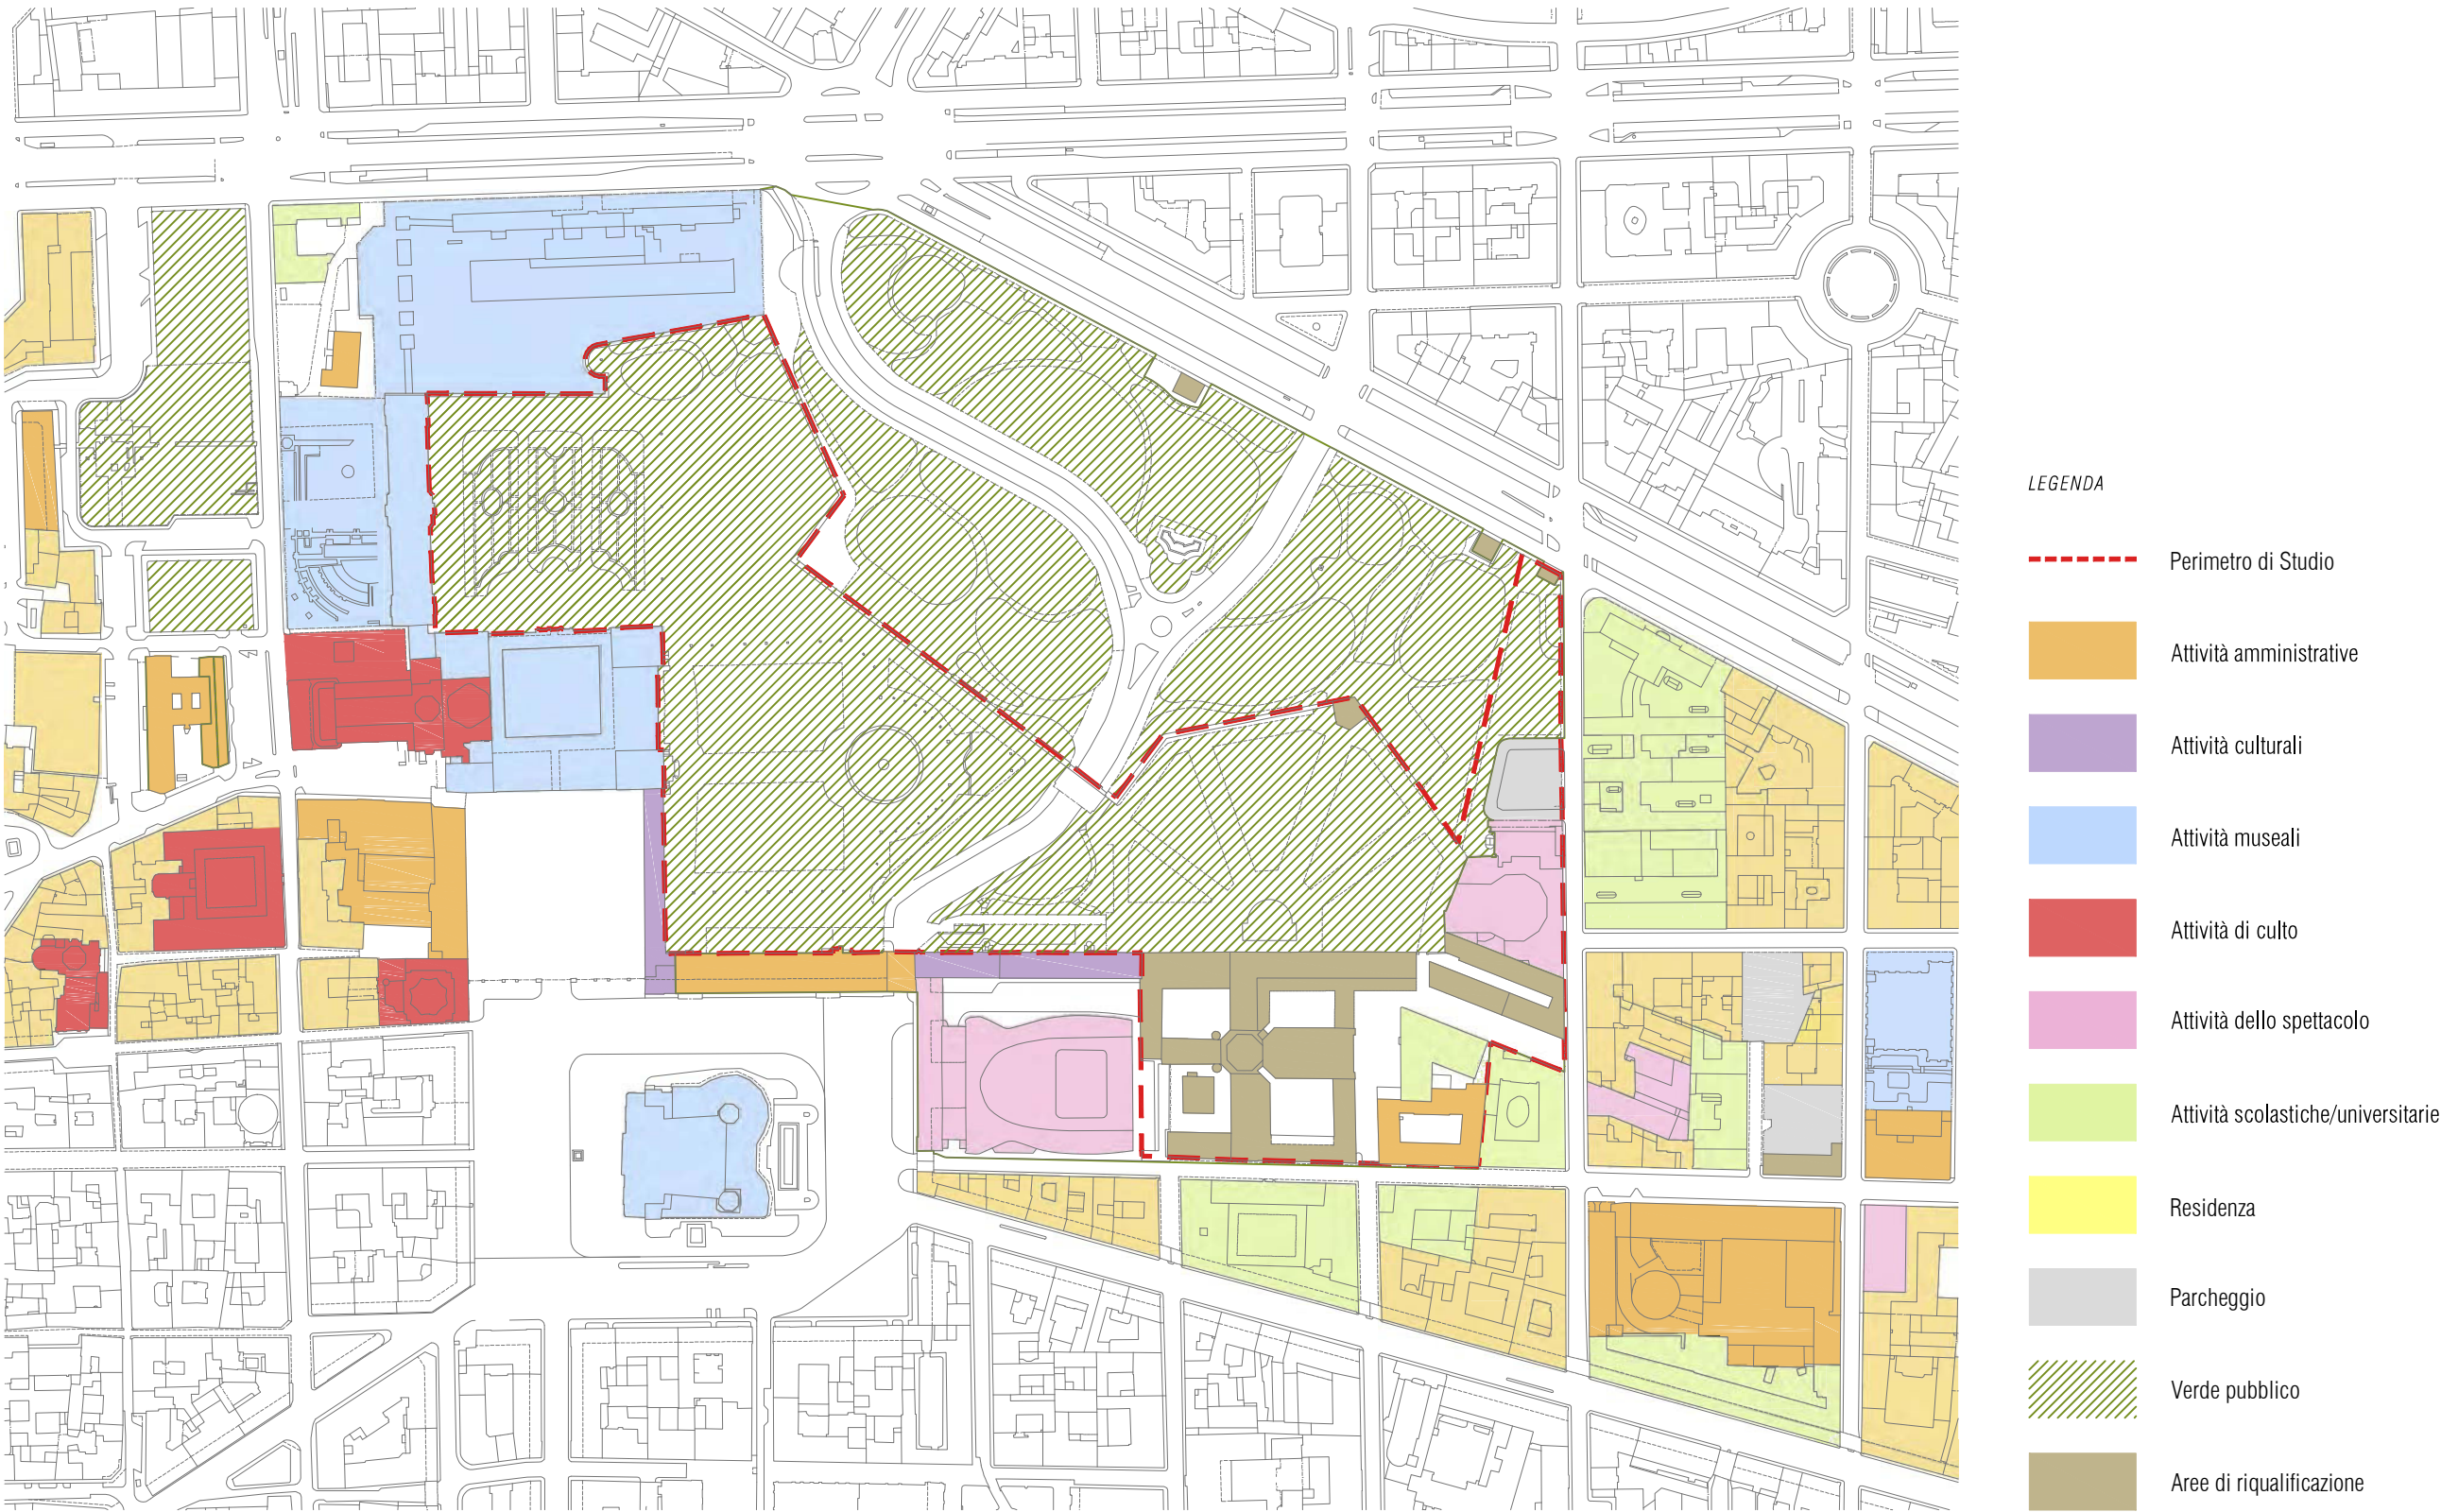 LEGENDA
Perimetro di Studio
Attività amministrative
Attività culturali
Attività museali
Attività di culto
Attività dello spettacolo
Attività scolastiche/universitarie
Residenza
Parcheggio
Verde pubblico
Aree di riqualificazione